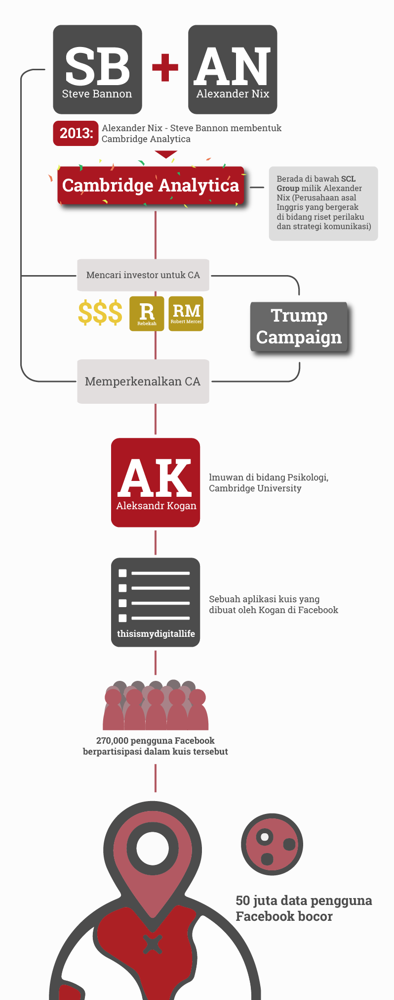 SB
Steve Bannon
AN
Alexander Nix
2013:
Alexander Nix - Steve Bannon membentuk
Cambridge Analytica
Cambridge Analytica
Berada di bawah SCL
Group milik Alexander
Nix (Perusahaan asal
Inggris yang bergerak
di bidang riset perilaku
dan strategi komunikasi)
Mencari investor untuk CA
$$$
R
Rebekah
RM
Robert Mercer
Trump
Campaign
Memperkenalkan CA
AK
Aleksandr Kogan
lmuwan di bidang Psikologi,
Cambridge University
thisismydigitallife
Sebuah aplikasi kuis yang
dibuat oleh Kogan di Facebook
270,000 pengguna Facebook
berpartisipasi dalam kuis tersebut
50 juta data pengguna
Facebook bocor